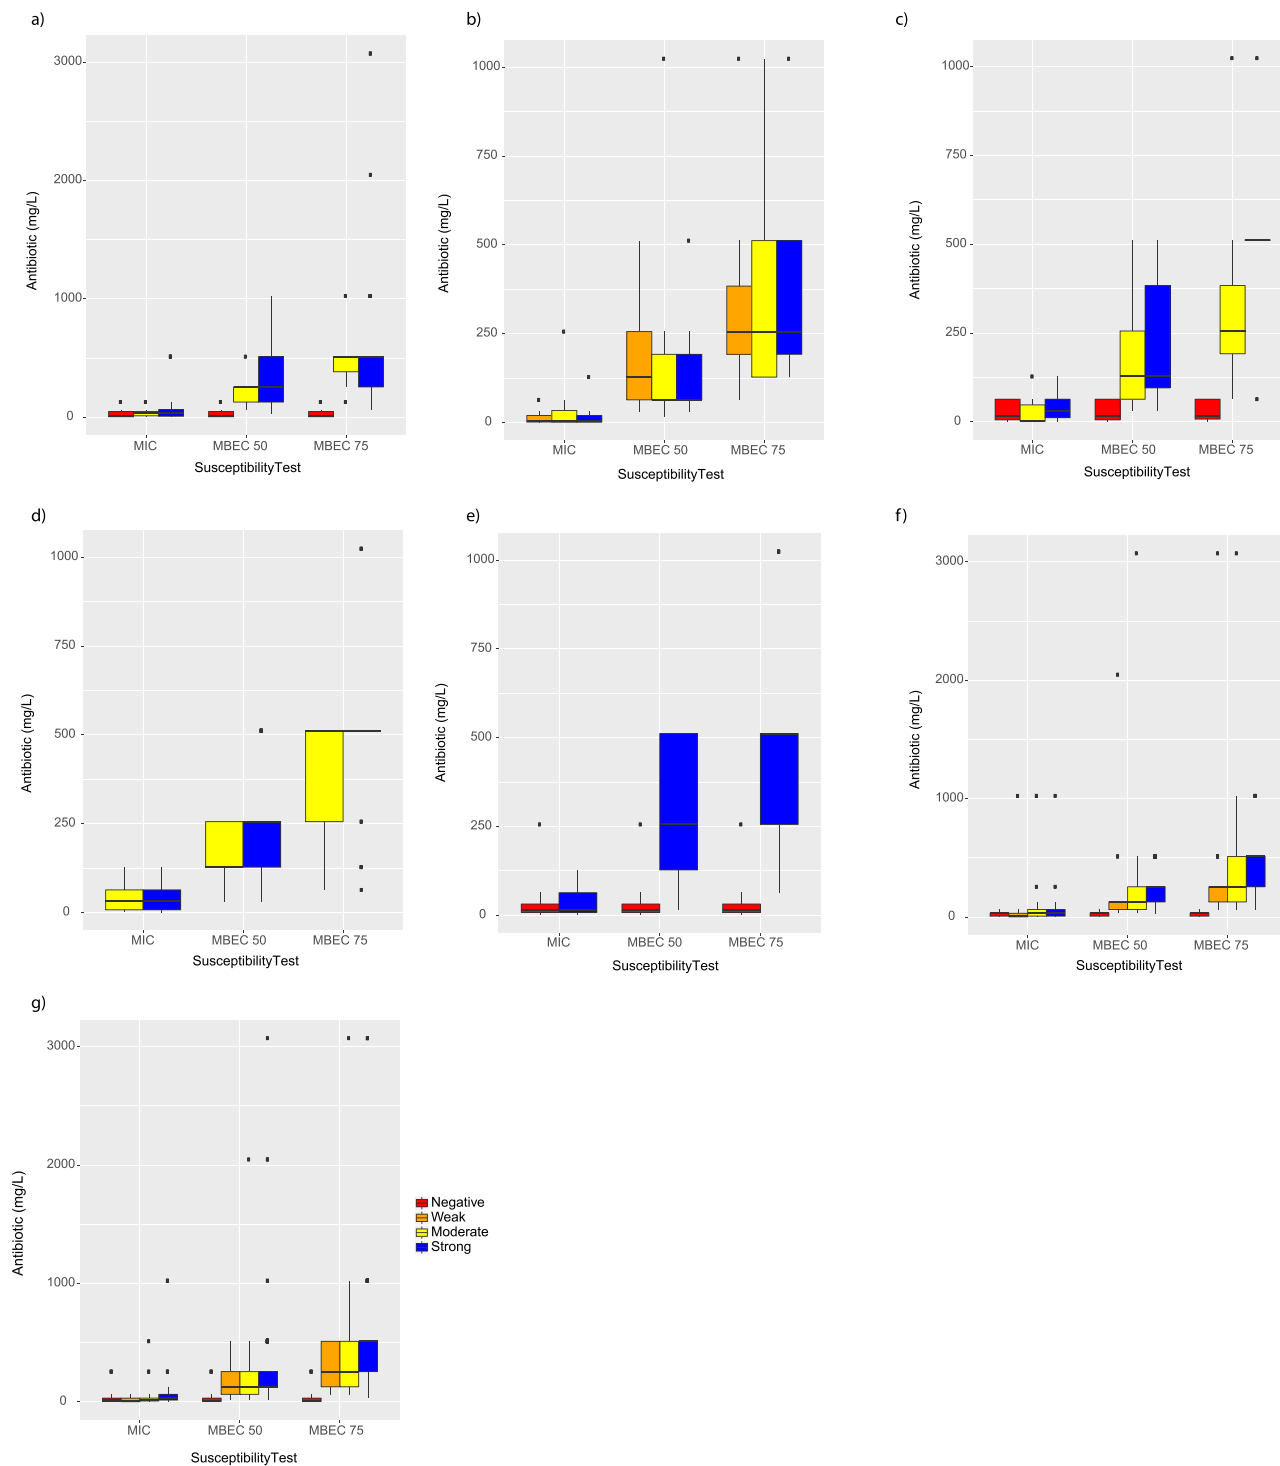 a)
3000
2000
1000
0
Antibiotic (mg/L)
MIC MBEC 50 MBEC 75
SusceptibilityTest
b)
1000
750
500
250
0
Antibiotic (mg/L)
MIC MBEC 50 MBEC 75
SusceptibilityTest
c)
1000
750
500
250
0
Antibiotic (mg/L)
MIC MBEC 50 MBEC 75
SusceptibilityTest
d)
1000
750
500
250
0
Antibiotic (mg/L)
MIC MBEC 50 MBEC 75
SusceptibilityTest
e)
1000
750
500
250
0
Antibiotic (mg/L)
MIC MBEC 50 MBEC 75
SusceptibilityTest
f)
3000
2000
1000
0
Antibiotic (mg/L)
MIC MBEC 50 MBEC 75
SusceptibilityTest
g)
3000
2000
1000
0
Antibiotic (mg/L)
MIC MBEC 50 MBEC 75
SusceptibilityTest
Negative
Weak
Moderate
Strong